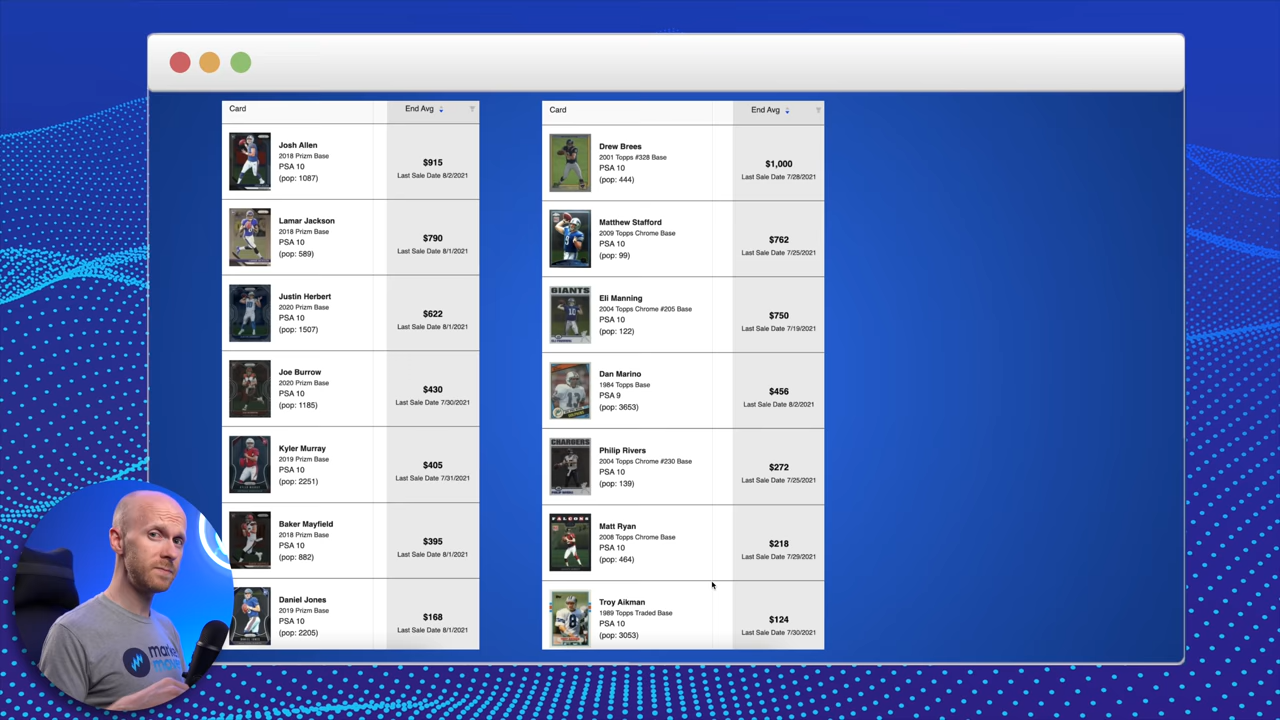 Card End Avg
Josh Allen
2018 Prizm Base
PSA 10
(pop: 1087)
$915
Last Sale Date 8/2/2021
Lamar Jackson
2018 Prizm Base
PSA 10
(pop: 589)
$790
Last Sale Date 8/1/2021
Justin Herbert
2020 Prizm Base
PSA 10
(pop: 1507)
$622
Last Sale Date 8/1/2021
Joe Burrow
2020 Prizm Base
PSA 10
(pop: 1185)
$430
Last Sale Date 7/30/2021
Kyler Murray
2019 Prizm Base
PSA 10
(pop: 2251)
$405
Last Sale Date 7/31/2021
Baker Mayfield
2018 Prizm Base
PSA 10
(pop: 882)
$395
Last Sale Date 8/1/2021
Daniel Jones
2019 Prizm Base
PSA 10
(pop: 2205)
$168
Last Sale Date 8/1/2021
Card End Avg
Drew Brees
2001 Topps #328 Base
PSA 10
(pop: 444)
$1,000
Last Sale Date 7/28/2021
Matthew Stafford
2009 Topps Chrome Base
PSA 10
(pop: 99)
$762
Last Sale Date 7/25/2021
GIANTS
Eli Manning
2004 Topps Chrome #205 Base
PSA 10
(pop: 122)
$750
Last Sale Date 7/19/2021
Dan Marino
1984 Topps Base
PSA 9
(pop: 3653)
$456
Last Sale Date 8/2/2021
CHARGERS
Philip Rivers
2004 Topps Chrome #230 Base
PSA 10
(pop: 139)
$272
Last Sale Date 7/25/2021
FALCONS
Matt Ryan
2008 Topps Chrome Base
PSA 10
(pop: 464)
$218
Last Sale Date 7/29/2021
Troy Aikman
1989 Topps Traded Base
PSA 10
(pop: 3053)
$124
Last Sale Date 7/30/2021